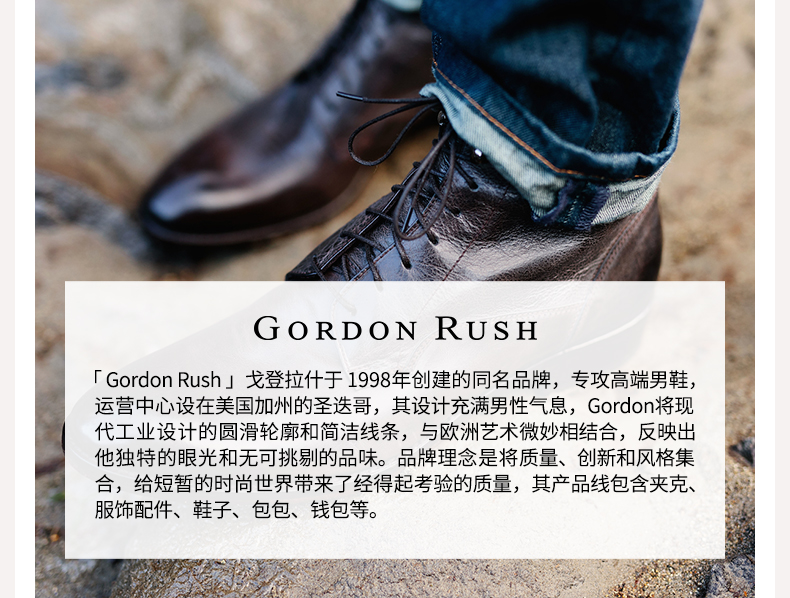 GORDON RUSH
「Gordon Rush」戈登拉什于 1998年创建的同名品牌，专攻高端男鞋，
运营中心设在美国加州的圣迭哥，其设计充满男性气息，Gordon将现
代工业设计的圆滑轮廓和简洁线条，与欧洲艺术微妙相结合，反映出
他独特的眼光和无可挑剔的品味。品牌理念是将质量、创新和风格集
合，给短暂的时尚世界带来了经得起考验的质量，其产品线包含夹克、
服饰配件、鞋子、包包、钱包等。